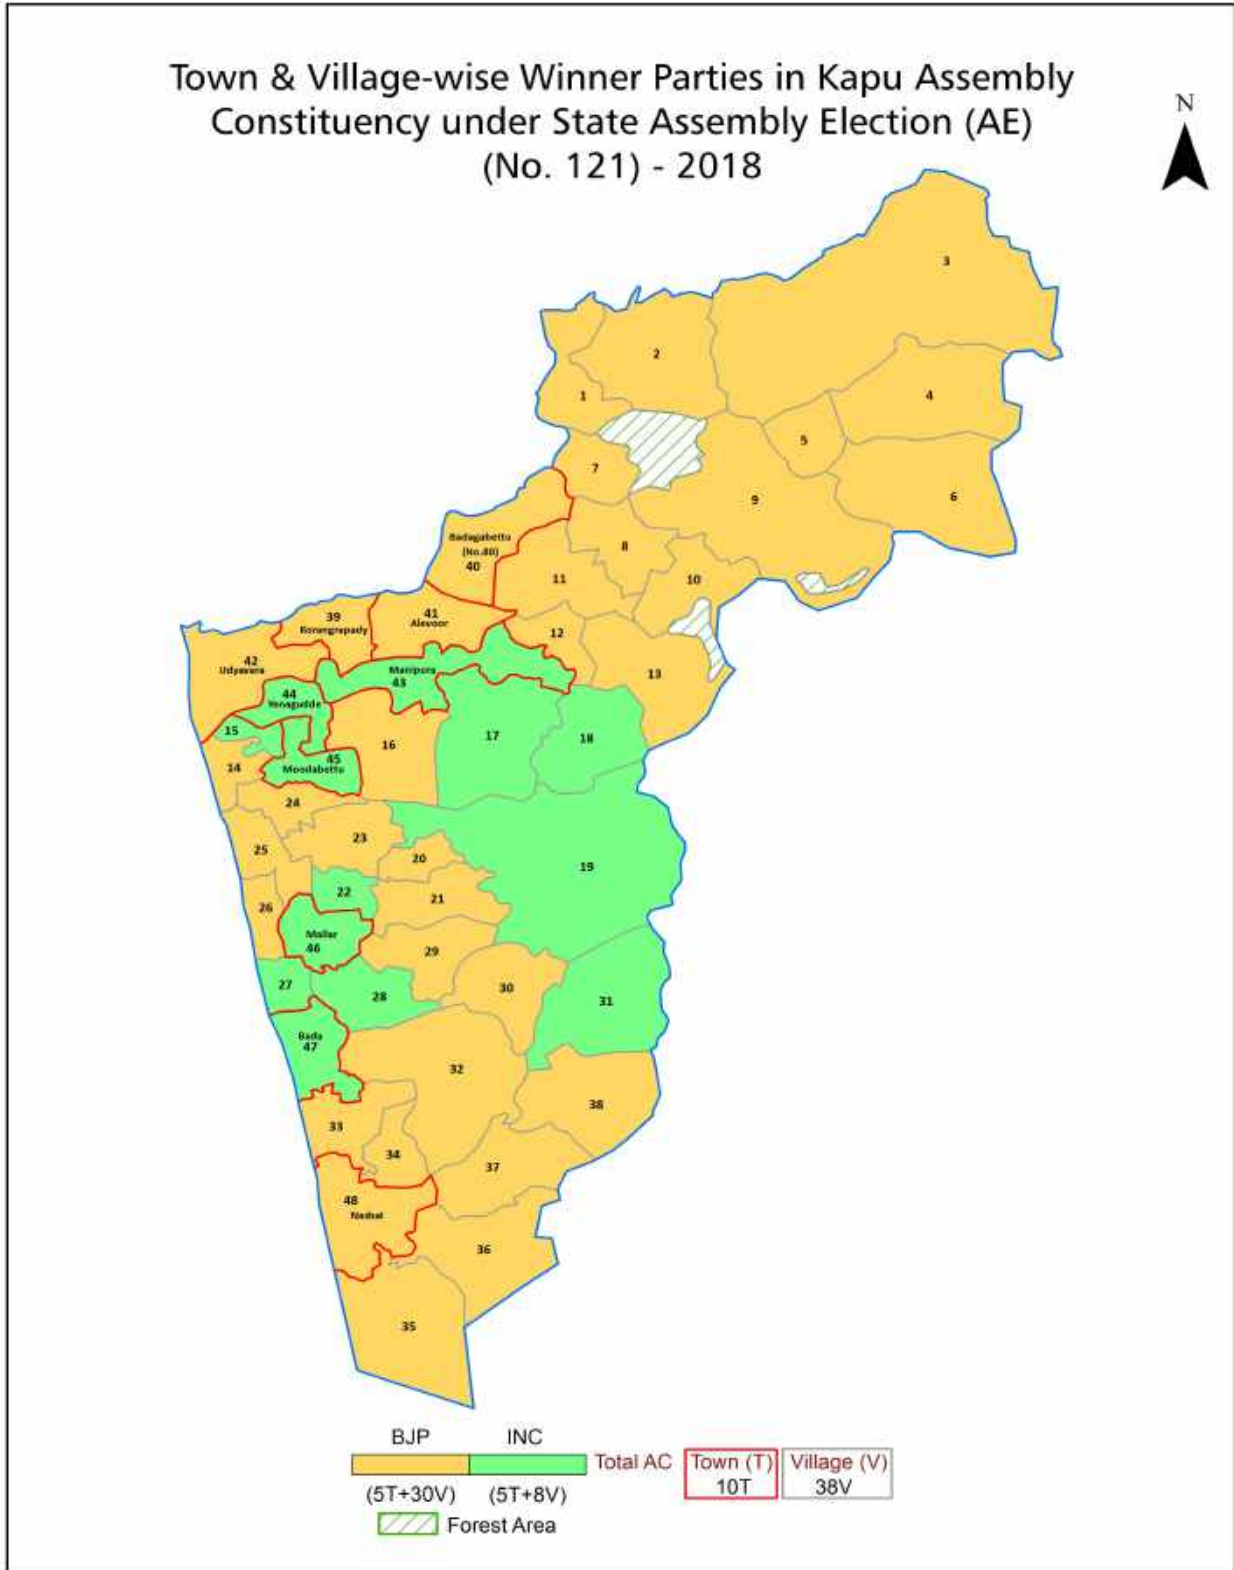 Town & Village-wise Winner Parties in Kapu Assembly
Constituency under State Assembly Election (AE)
(No. 121) - 2018
N
3
2
1
4
5
7
9
6
8
Badagabettu
(No.80)
40
11
10
39
Korangrapady
41
Alevoor
12
42
Udyavara
Manipura
43
13
44
Yenagudde
15
16
17
18
45
Moodabettu
14
24
23
25
20
19
22
21
26
Mallar
46
29
27
28
30
31
Bada
47
32
38
33
34
37
48
Nadsal
36
35
BJP INC
Total AC Town (T) Village (V)
10T 38V
(5T+30V) (5T+8V)
Forest Area